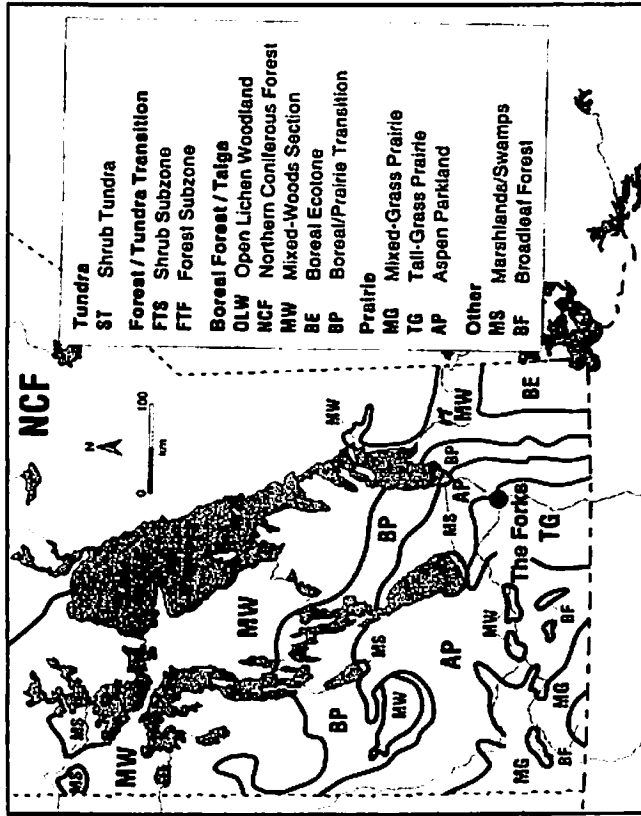 NCF
N
0 100
km
MW
MS
MS
MW
MW
BP
BP
MS
MW
MS
BP
AP
AP
MW
BE
The Forks
TG
MW
BF
MG
MG
BF
Tundra
ST Shrub Tundra
Forest / Tundra Transition
FTS Shrub Subzone
FTF Forest Subzone
Boreal Forest / Taiga
OLW Open Lichen Woodland
NCF Northern Coniferous Forest
MW Mixed-Woods Section
BE Boreal Ecotone
BP Boreal/Prairie Transition
Prairie
MG Mixed-Grass Prairie
TG Tall-Grass Prairie
AP Aspen Parkland
Other
MS Marshlands/Swamps
BF Broadleaf Forest